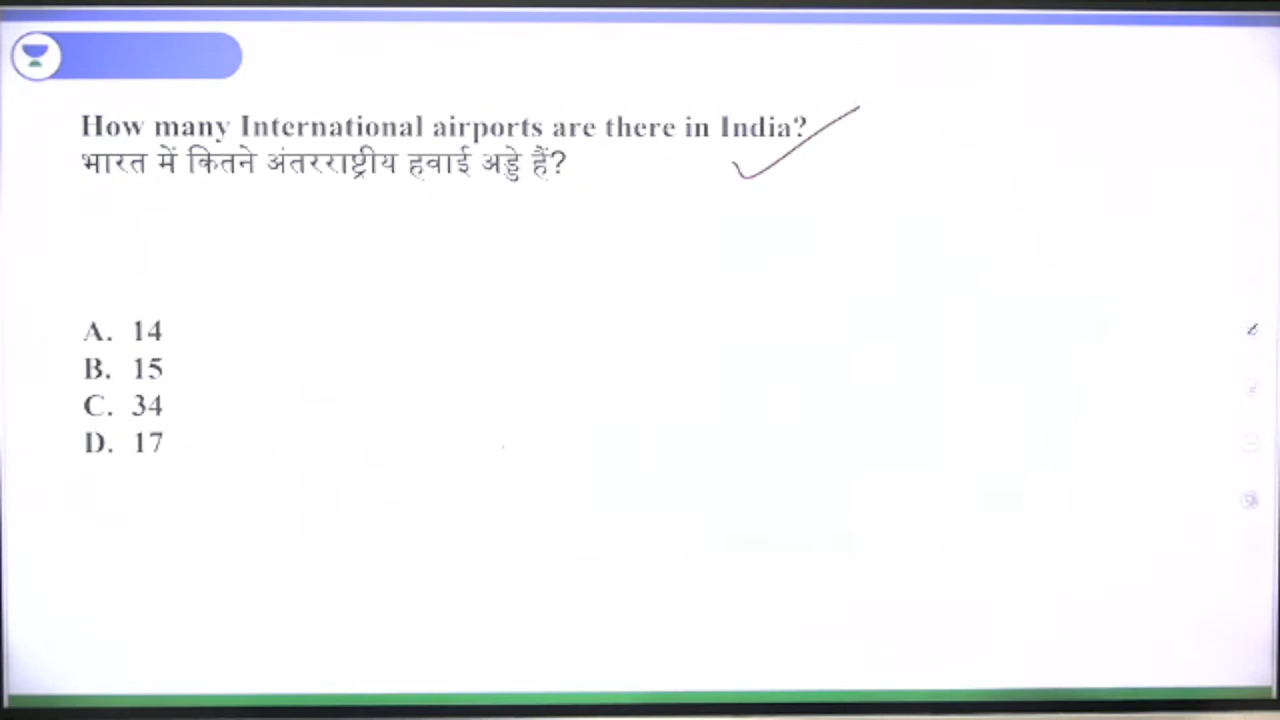 How many International airports are there in India?
भारत में कितने अंतरराष्ट्रीय हवाई अड्डे हैं?
A. 14
B. 15
C. 34
D. 17